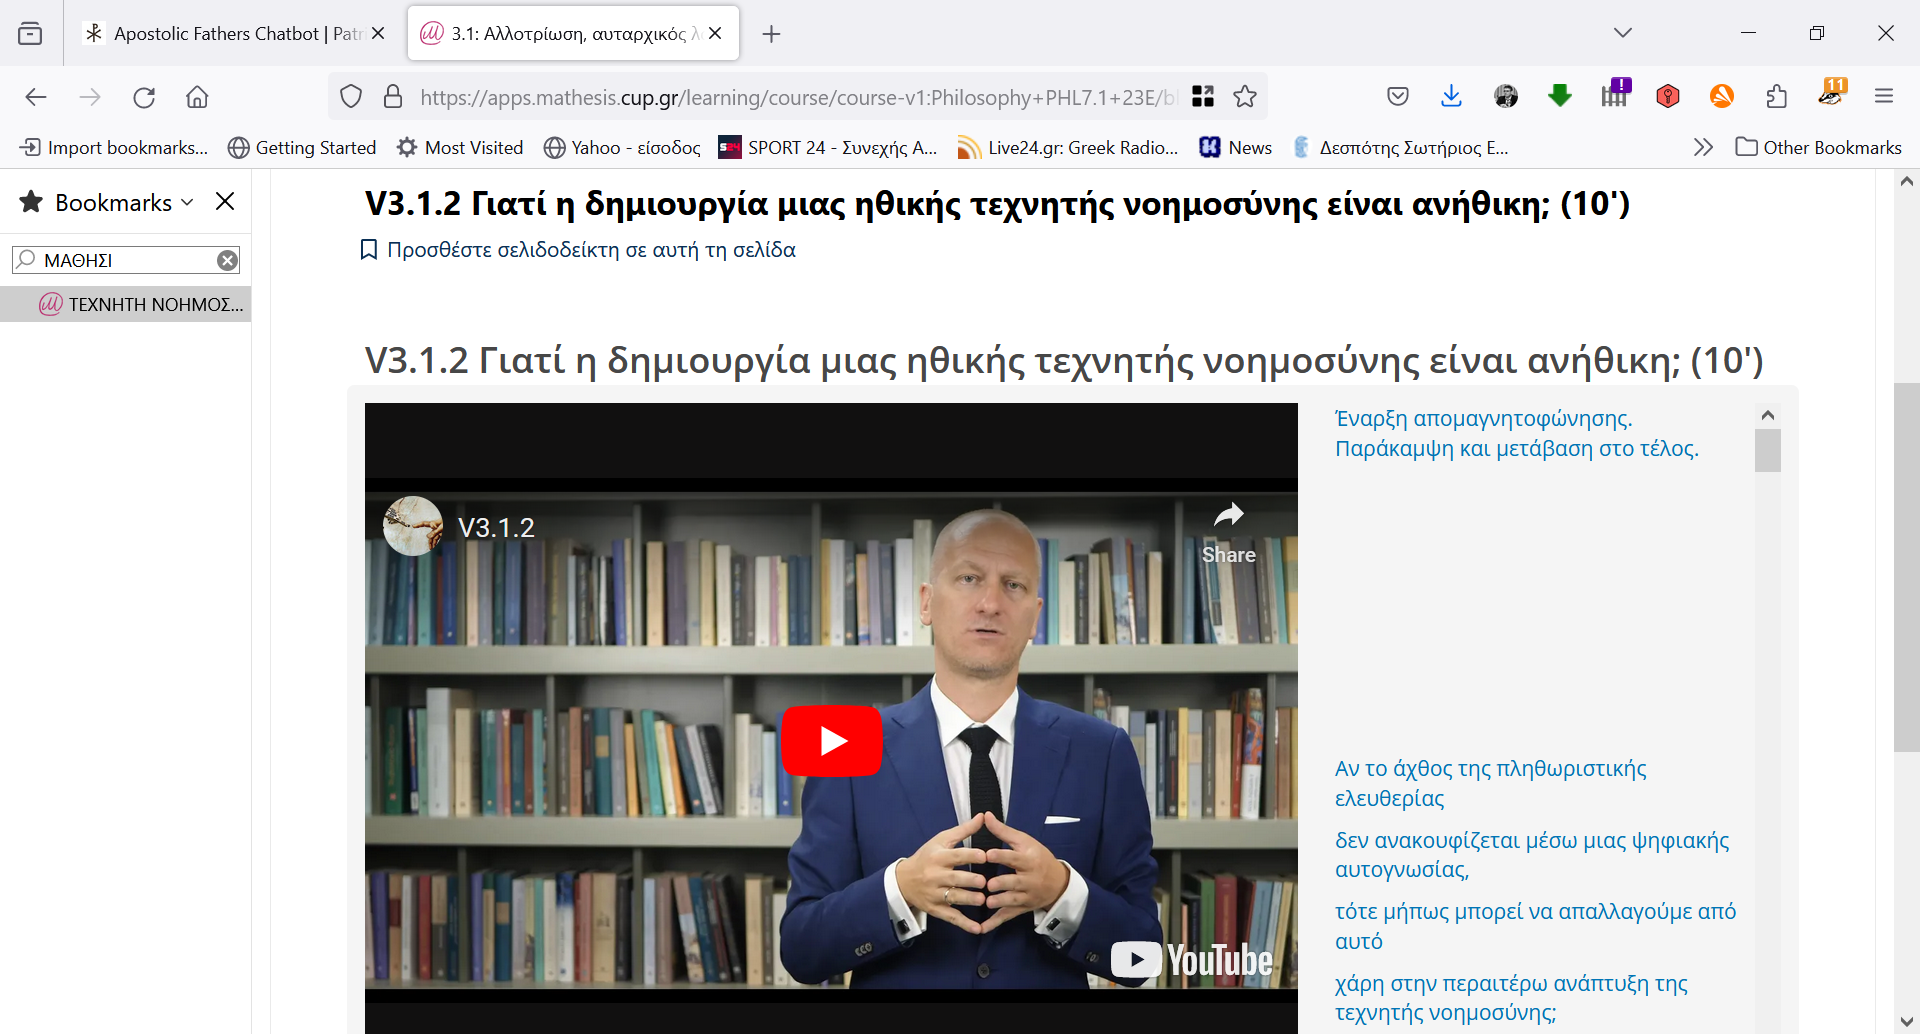 Apostolic Fathers Chatbot | Patri
3.1: Αλλοτρίωση, αυταρχικός λ
https://apps.mathesis.cup.gr/learning/course/course-v1:Philosophy+PHL7.1+23E/bl
11
Import bookmarks...
Getting Started
Most Visited
Yahoo - είσοδος
SPORT 24 - Συνεχής Α...
Live24.gr: Greek Radio...
News
Δεσπότης Σωτήριος Ε...
Other Bookmarks
Bookmarks
ΜΑΘΗΣΙ
ΤΕΧΝΗΤΗ ΝΟΗΜΟΣ...
V3.1.2 Γιατί η δημιουργία μιας ηθικής τεχνητής νοημοσύνης είναι ανήθικη; (10')
Προσθέστε σελιδοδείκτη σε αυτή τη σελίδα
V3.1.2 Γιατί η δημιουργία μιας ηθικής τεχνητής νοημοσύνης είναι ανήθικη; (10')
V3.1.2
Share
YouTube
Έναρξη απομαγνητοφώνησης.
Παράκαμψη και μετάβαση στο τέλος.
Αν το άχθος της πληθωριστικής
ελευθερίας
δεν ανακουφίζεται μέσω μιας ψηφιακής
αυτογνωσίας,
τότε μήπως μπορεί να απαλλαγούμε από
αυτό
χάρη στην περαιτέρω ανάπτυξη της
τεχνητής νοημοσύνης;